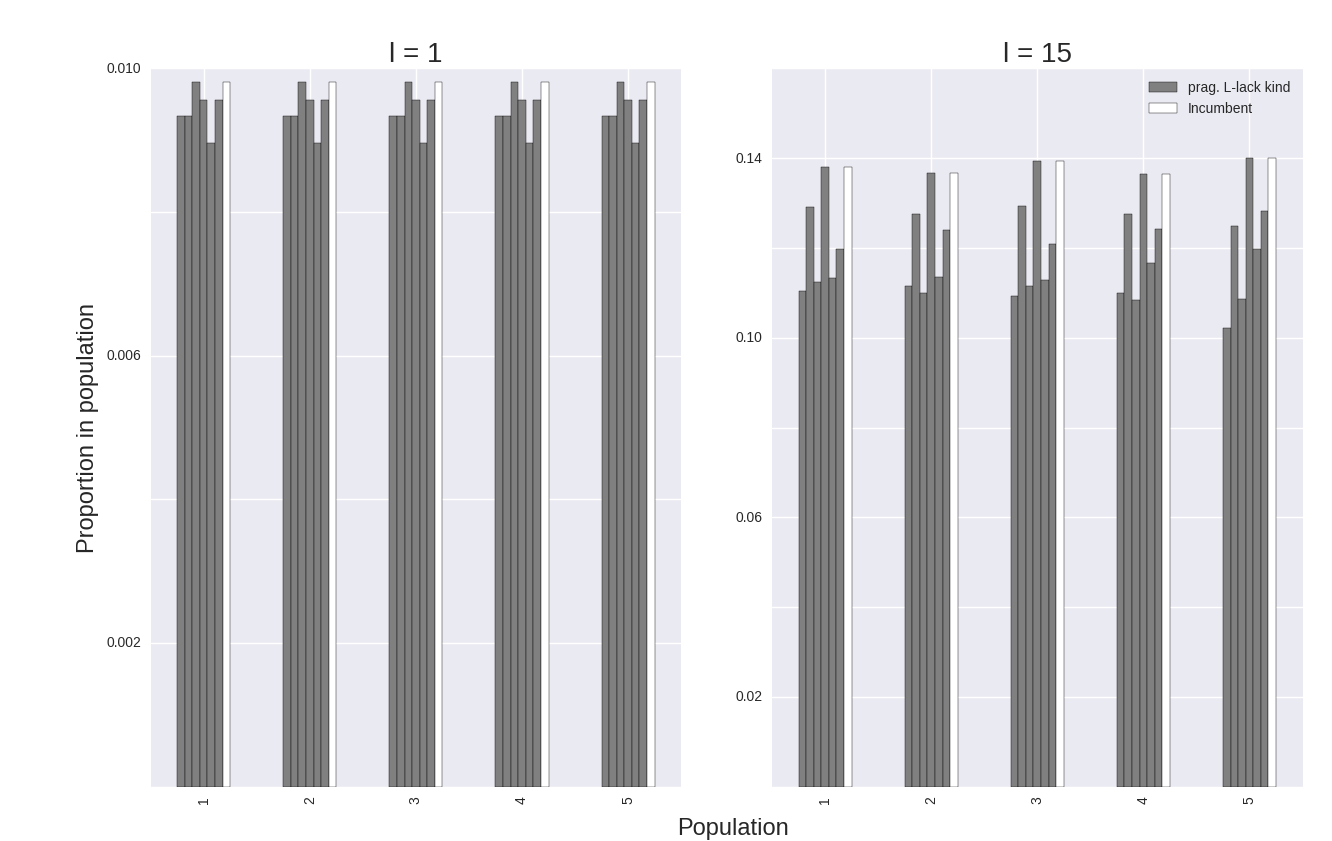 l = 1
0.010
0.006
0.002
1
2
3
4
5
l = 15
prag. L-lack kind
Incumbent
0.14
0.10
0.06
0.02
1
2
3
4
5
Proportion in population
Population